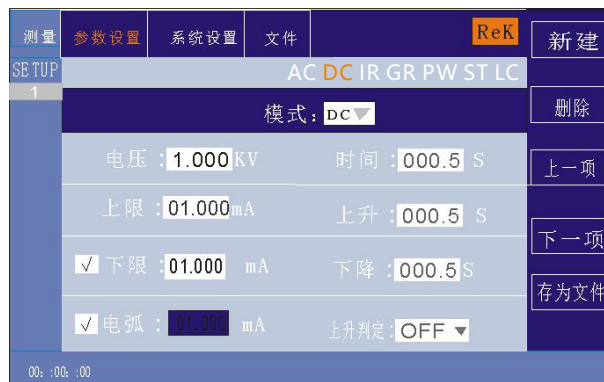 测量 参数设置 系统设置 文件 ReK 新建
SETUP AC DC IR GR PW ST LC
1
模式：DC 删除
电压：1.000KV 时间：000.5 S 上一项
上限：01.000mA 上升：000.5 S
√ 下限：01.000 mA 下降：000.5S 下一项
√ 电弧：01.000 mA 上升判定：OFF 存为文件
00：:00：:00